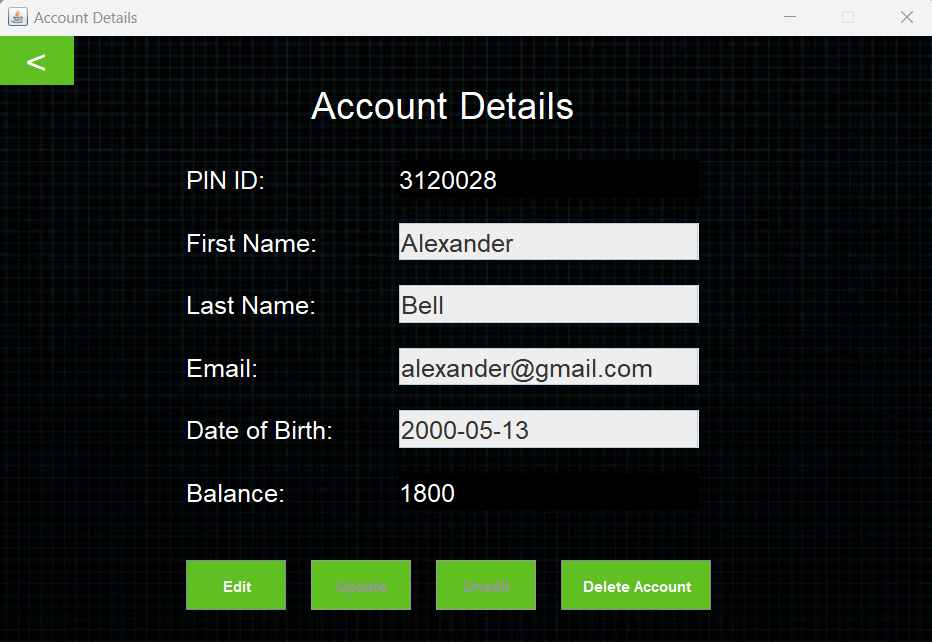 Account Details
<
Account Details
PIN ID: 3120028
First Name: Alexander
Last Name: Bell
Email: alexander@gmail.com
Date of Birth: 2000-05-13
Balance: 1800
Edit Update Unedit Delete Account